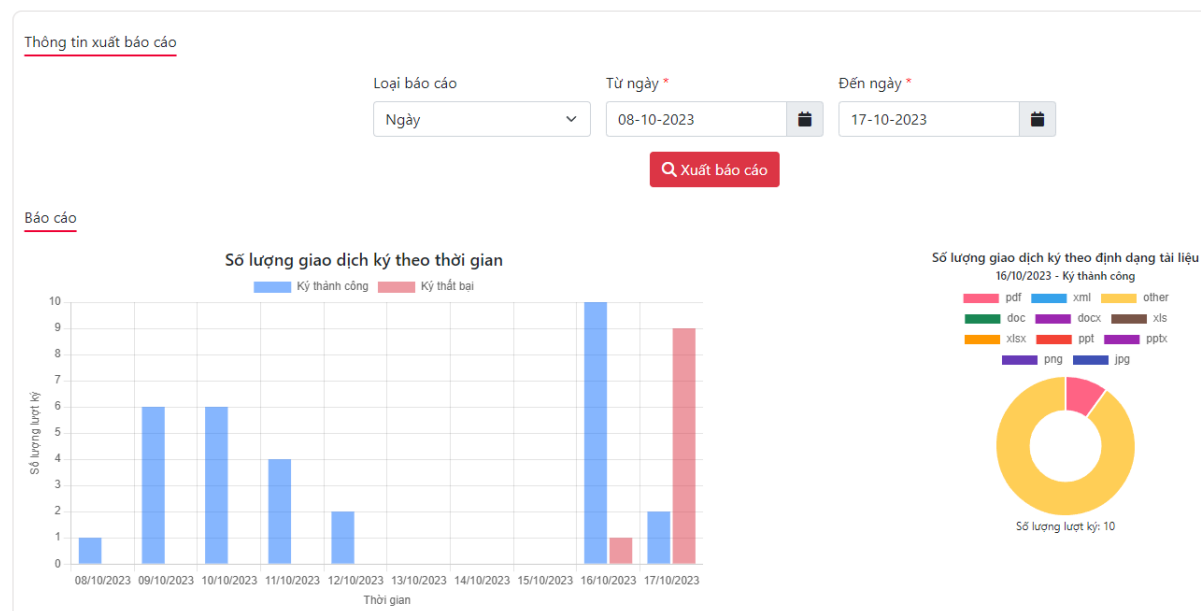 Thông tin xuất báo cáo
Loại báo cáo Từ ngày * Đến ngày *
Ngày 08-10-2023 17-10-2023
Xuất báo cáo
Báo cáo
Số lượng giao dịch ký theo thời gian
Ký thành công Ký thất bại
10
9
8
7
6
5
4
3
2
1
0
Số lượng lượt ký
08/10/2023 09/10/2023 10/10/2023 11/10/2023 12/10/2023 13/10/2023 14/10/2023 15/10/2023 16/10/2023 17/10/2023
Thời gian
Số lượng giao dịch ký theo định dạng tài liệu
16/10/2023 - Ký thành công
pdf xml other
doc docx xls
xlsx ppt pptx
png jpg
Số lượng lượt ký: 10